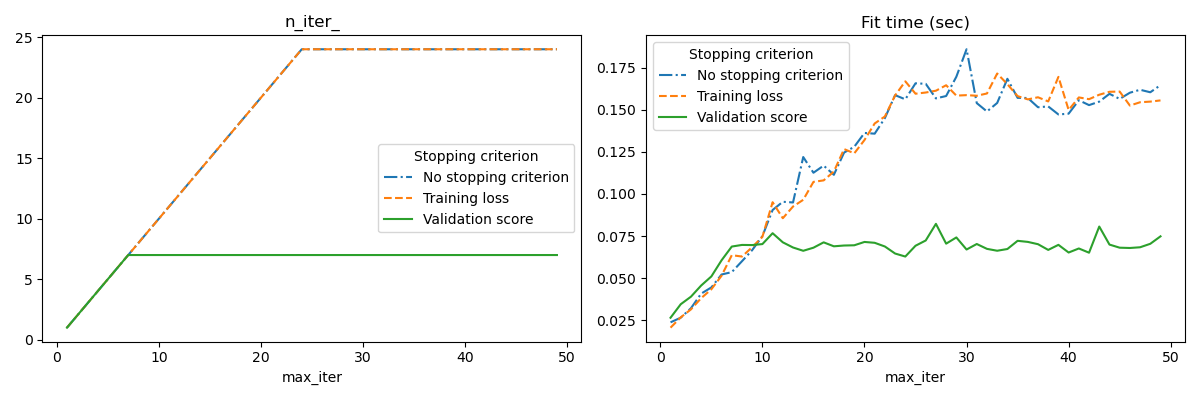 n_iter_
25
20
15
10
5
0
Stopping criterion
No stopping criterion
Training loss
Validation score
0 10 20 30 40 50
max_iter
Fit time (sec)
Stopping criterion
No stopping criterion
Training loss
Validation score
0.175
0.150
0.125
0.100
0.075
0.050
0.025
0 10 20 30 40 50
max_iter